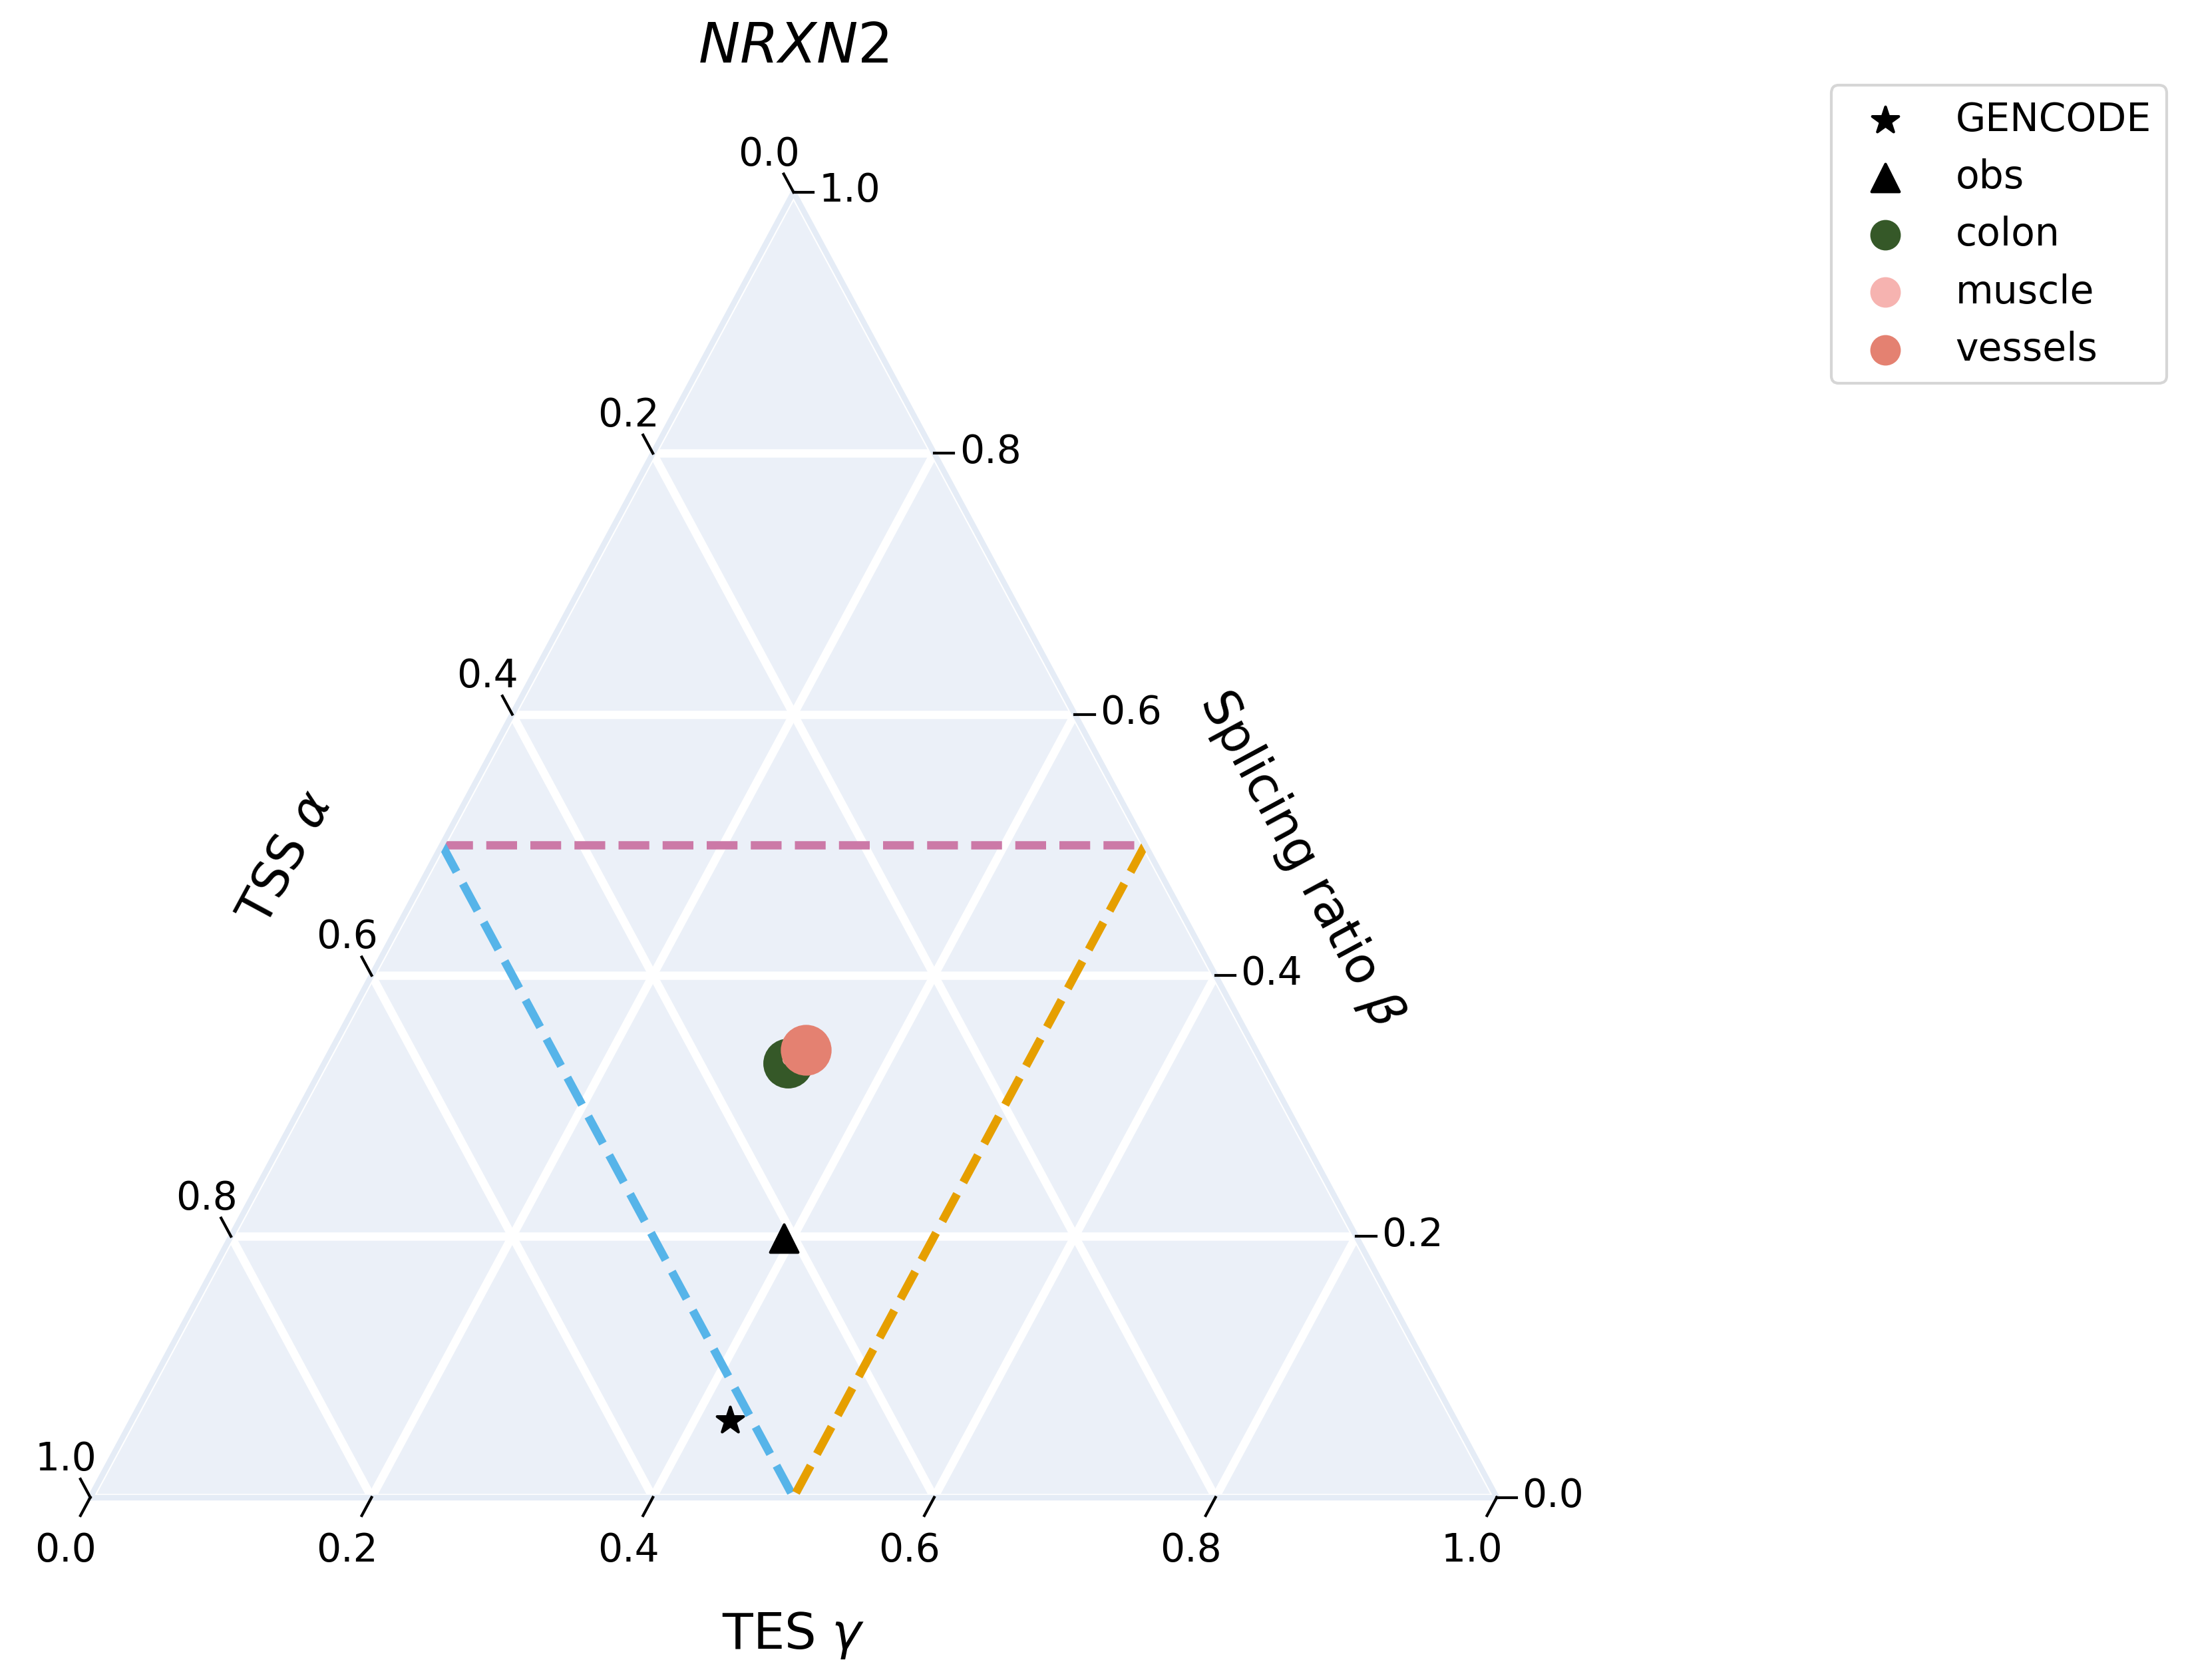 NRXN2
GENCODE
obs
colon
muscle
vessels
0.0
1.0
0.2
0.8
0.4
0.6
TSS α
Splicing ratio β
0.6
0.4
0.8
0.2
1.0
0.0
0.0 0.2 0.4 0.6 0.8 1.0
TES γ